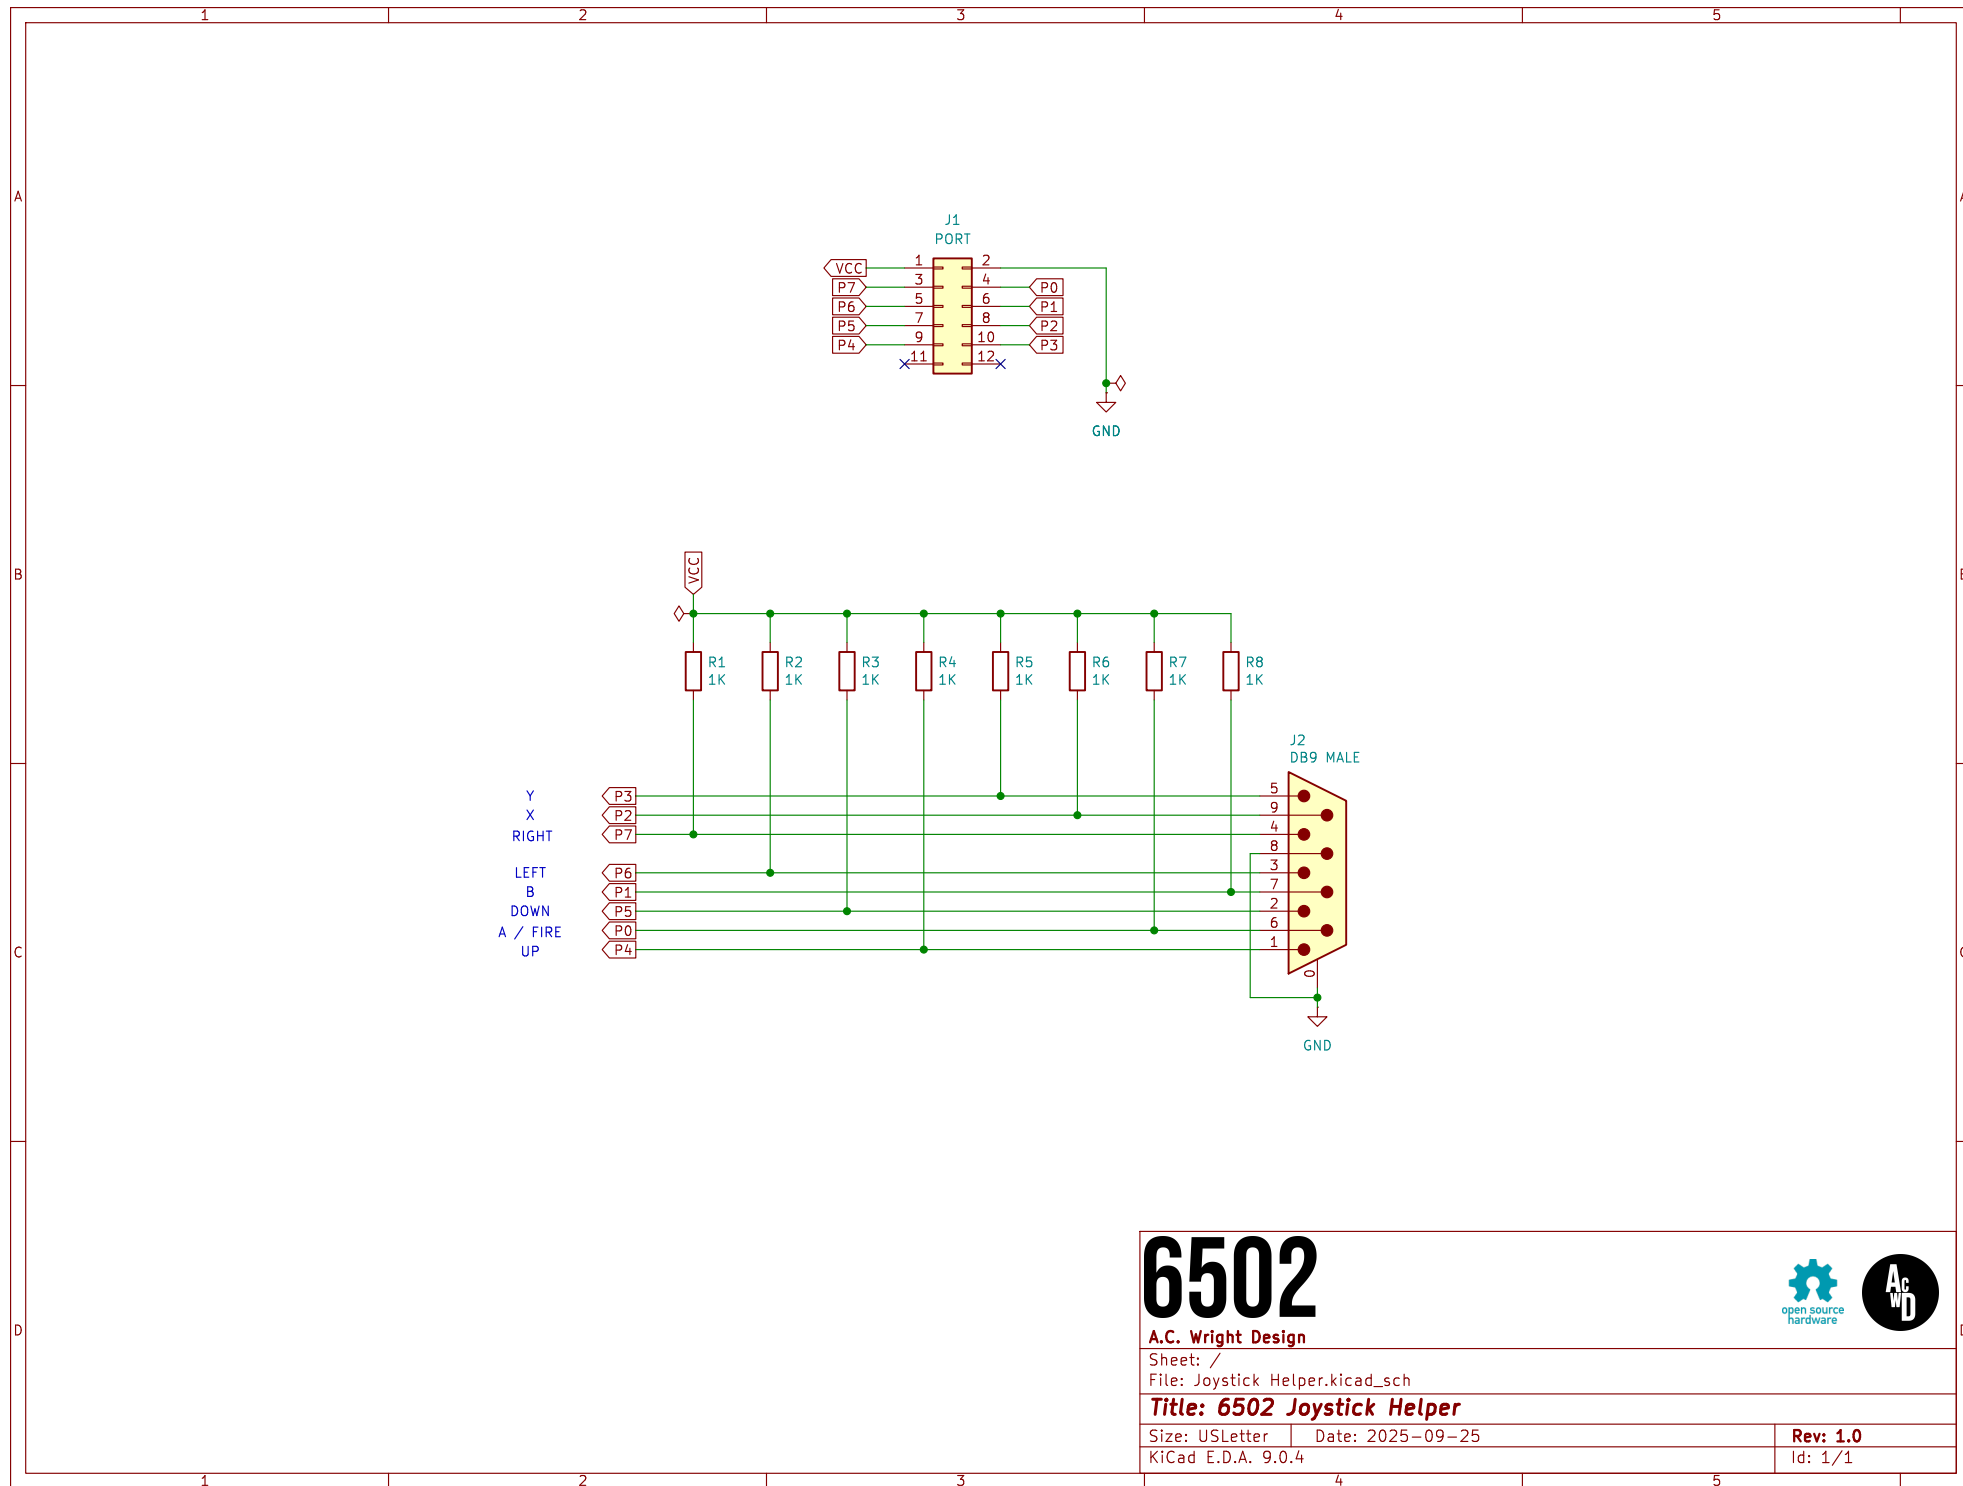 1 2 3 4 5
A A
J1
PORT
VCC 1 2
P7 3 4 P0
P6 5 6 P1
P5 7 8 P2
P4 9 10 P3
11 12
GND
B
VCC
R1 R2 R3 R4 R5 R6 R7 R8
1K 1K 1K 1K 1K 1K 1K 1K
J2
DB9 MALE
Y P3 5
X P2 9
RIGHT P7 4
8
LEFT P6 3
B P1 7
DOWN P5 2
A / FIRE P0 6
UP P4 1
C
0
GND
6502
D
open source
hardware
ACWD
A.C. Wright Design
Sheet: /
File: Joystick Helper.kicad_sch
Title: 6502 Joystick Helper
Size: USLetter Date: 2025-09-25 Rev: 1.0
KiCad E.D.A. 9.0.4 Id: 1/1
1 2 3 4 5